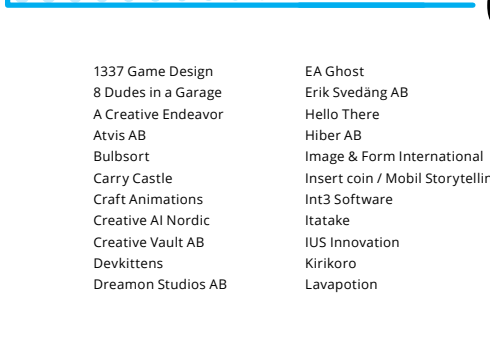 1337 Game Design
8 Dudes in a Garage
A Creative Endeavor
Atvis AB
Bulbsort
Carry Castle
Craft Animations
Creative AI Nordic
Creative Vault AB
Devkittens
Dreamon Studios AB
EA Ghost
Erik Svedäng AB
Hello There
Hiber AB
Image & Form International
Insert coin / Mobil
Int3 Software
Itatake
IUS Innovation
Kirikoro
Lavapotion